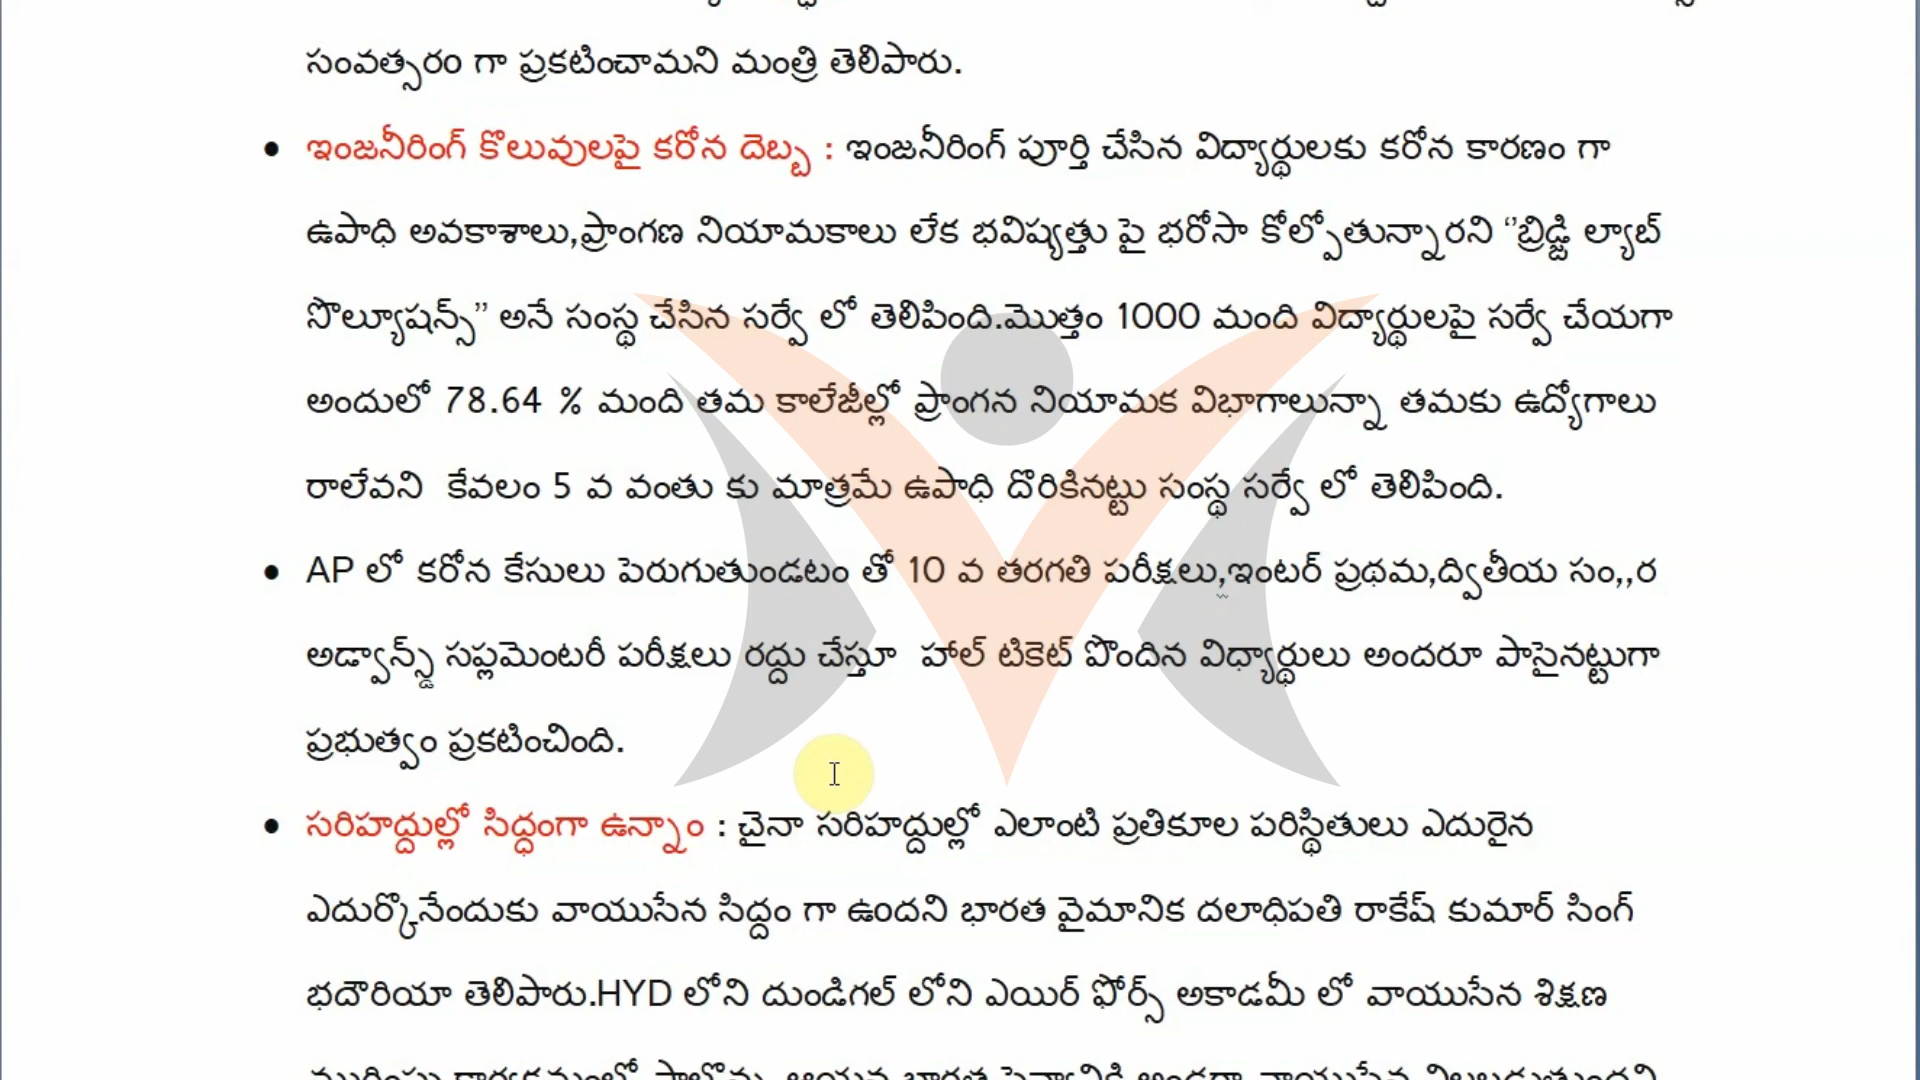 సంవత్సరం గా ప్రకటించామని మంత్రి తెలిపారు.
• ఇంజనీరింగ్ కొలువులపై కరోన దెబ్బ : ఇంజనీరింగ్ పూర్తి చేసిన విద్యార్థులకు కరోన కారణం గా
ఉపాధి అవకాశాలు,ప్రాంగణ నియామకాలు లేక భవిష్యత్తు పై భరోసా కోల్పోతున్నారని “బ్రిడ్జి ల్యాబ్
సొల్యూషన్స్” అనే సంస్థ చేసిన సర్వే లో తెలిపింది.మొత్తం 1000 మంది విద్యార్థులపై సర్వే చేయగా
అందులో 78.64 % మంది తమ కాలేజీల్లో ప్రాంగన నియామక విభాగాలున్నా తమకు ఉద్యోగాలు
రాలేవని కేవలం 5 వ వంతు కు మాత్రమే ఉపాధి దొరికినట్టు సంస్థ సర్వే లో తెలిపింది.
• AP లో కరోన కేసులు పెరుగుతుండటం తో 10 వ తరగతి పరీక్షలు,ఇంటర్ ప్రథమ,ద్వితీయ సం,,ర
అడ్వాన్స్డ్ సప్లమెంటరీ పరీక్షలు రద్దు చేస్తూ హాల్ టికెట్ పొందిన విధ్యార్థులు అందరూ పాసైనట్టుగా
ప్రభుత్వం ప్రకటించింది.
• సరిహద్దుల్లో సిద్ధంగా ఉన్నాం : చైనా సరిహద్దుల్లో ఎలాంటి ప్రతికూల పరిస్థితులు ఎదురైన
ఎదుర్కొనేందుకు వాయుసేన సిద్దం గా ఉందని భారత వైమానిక దలాధిపతి రాకేష్ కుమార్ సింగ్
భదౌరియా తెలిపారు.HYD లోని దుండిగల్ లోని ఎయిర్ ఫోర్స్ అకాడమీ లో వాయుసేన శిక్షణ